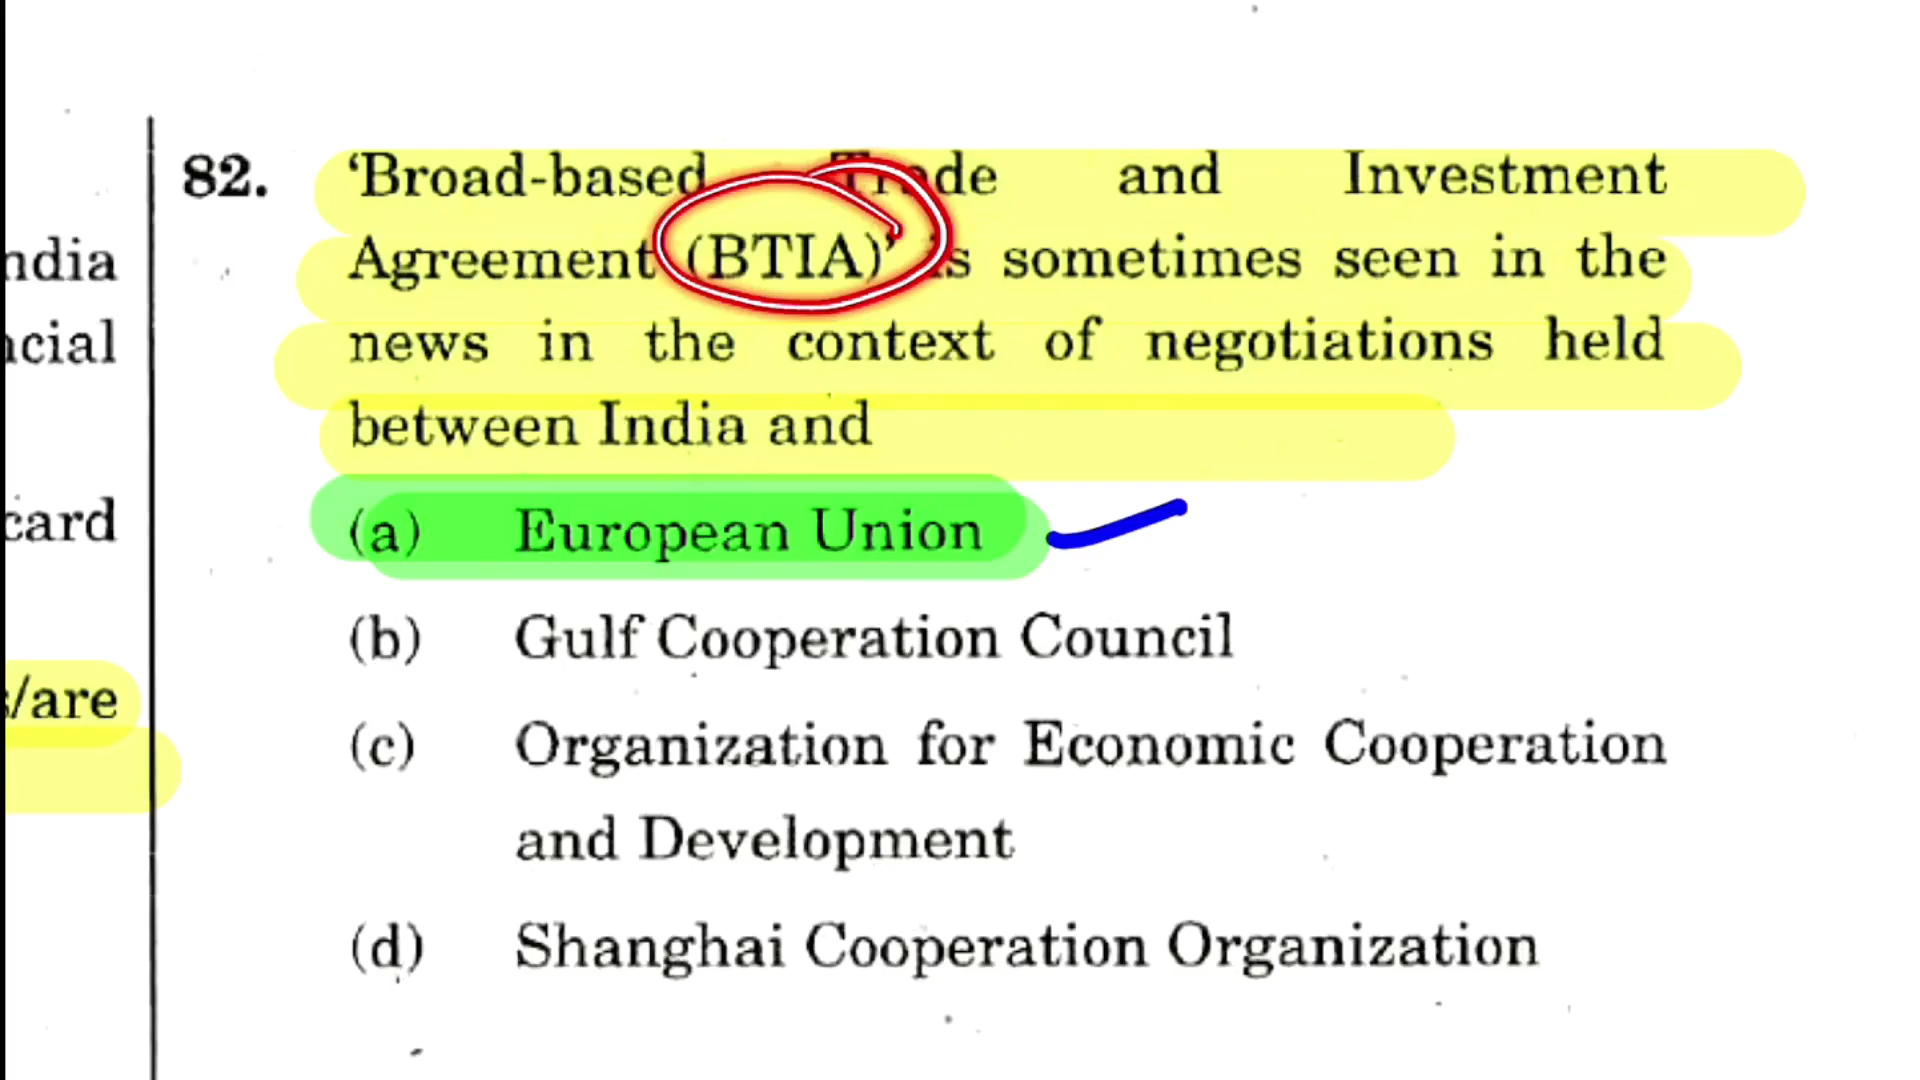 ndia
ncial
card
s/are
82. ‘Broad-based Trade and Investment
Agreement (BTIA)’ is sometimes seen in the
news in the context of negotiations held
between India and
(a) European Union
(b) Gulf Cooperation Council
(c) Organization for Economic Cooperation
and Development
(d) Shanghai Cooperation Organization